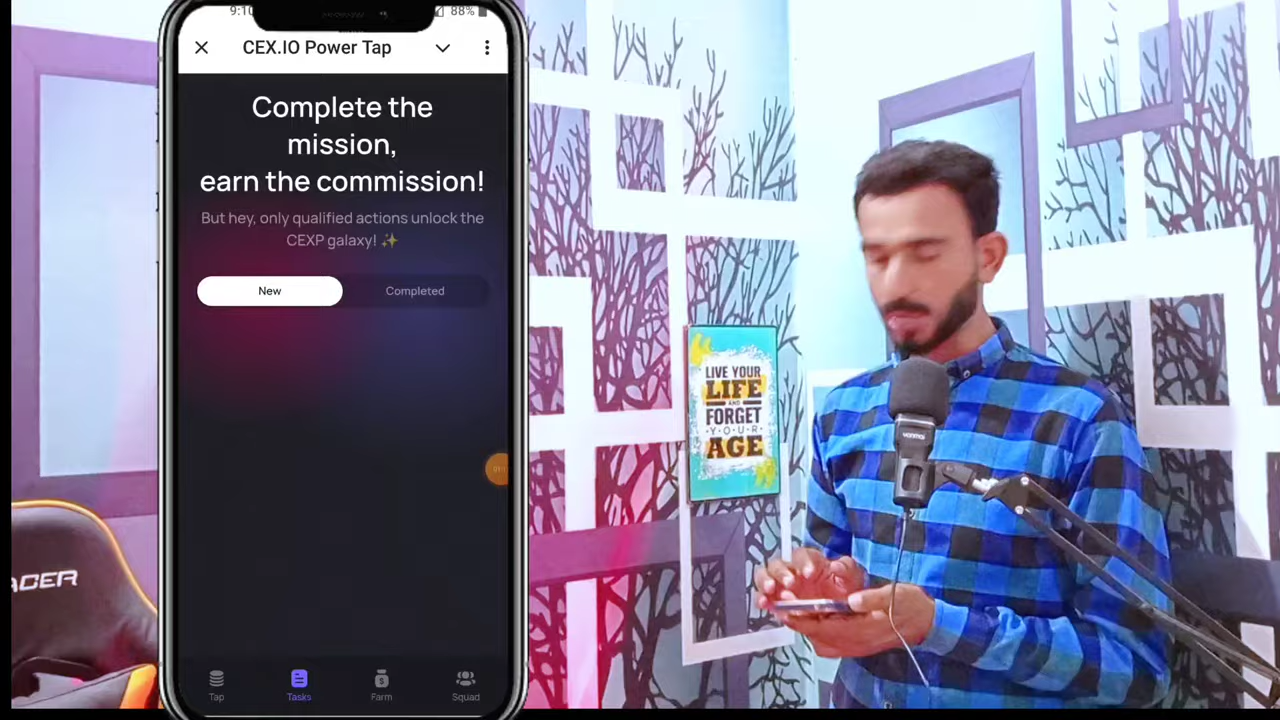 9:10
88%
CEX.IO Power Tap
Complete the
mission,
earn the commission!
But hey, only qualified actions unlock the
CEXP galaxy! ✨
New
Completed
Tap
Tasks
Farm
Squad
LIVE YOUR
LIFE
AND
FORGET
YOUR
AGE